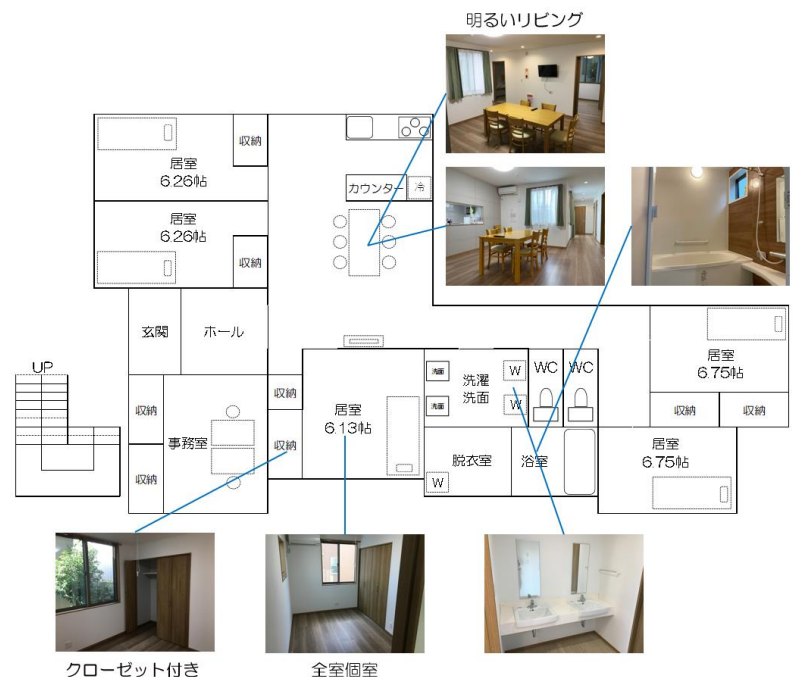 明るいリビング
収納
居室
6.26帖
カウンター
冷
居室
6.26帖
収納
玄関
ホール
UP
収納
収納
事務室
収納
収納
居室
6.13帖
洗面
洗面
洗濯
洗面
W
W
WC
WC
脱衣室
W
浴室
居室
6.75帖
収納
収納
居室
6.75帖
クローゼット付き
全室個室